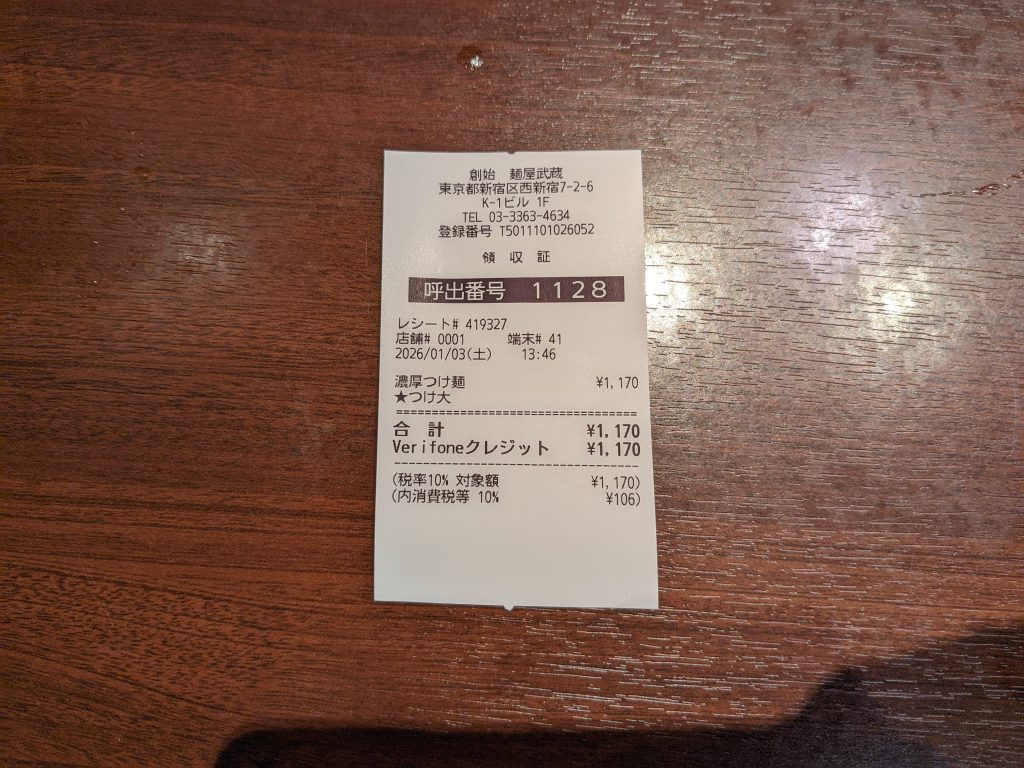 創始 麺屋武蔵
東京都新宿区西新宿7-2-6
K-1ビル 1F
TEL 03-3363-4634
登録番号 T5011101026052
領 収 証
呼出番号 1128
レシート# 419327
店舗# 0001 端末# 41
2026/01/03(土) 13:46
濃厚つけ麺 ¥1,170
★つけ大
合 計 ¥1,170
Verifoneクレジット ¥1,170
(税率10% 対象額 ¥1,170)
(内消費税等 10% ¥106)